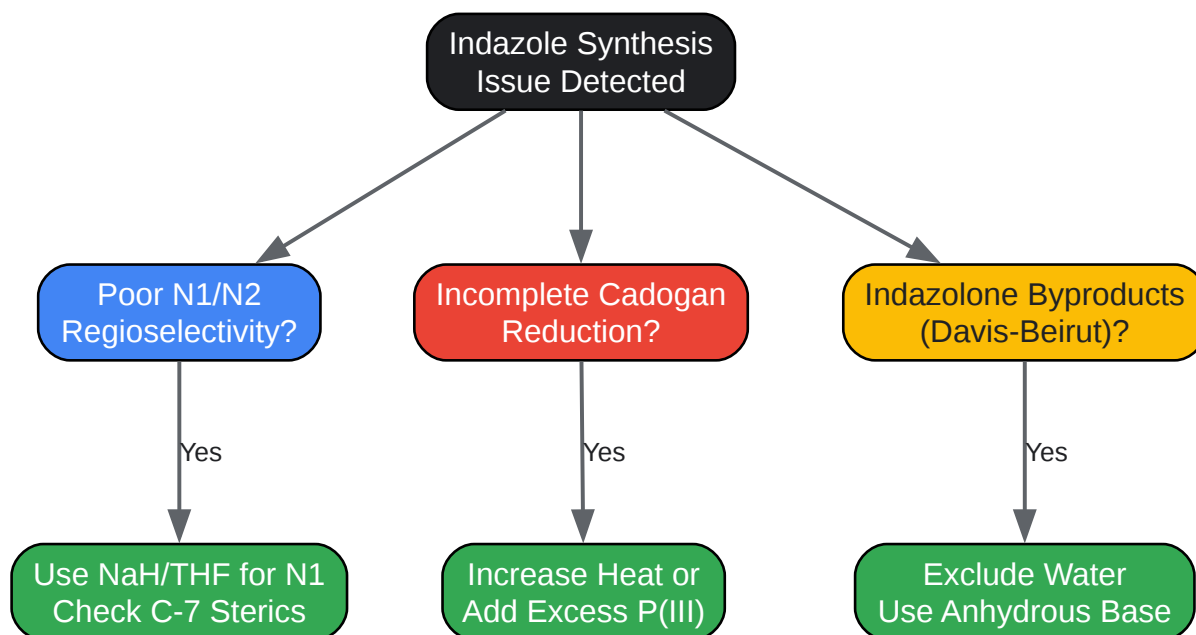 Indazole Synthesis
Issue Detected
Poor N1/N2
Regioselectivity?
Incomplete Cadogan
Reduction?
Indazolone Byproducts
(Davis-Beirut)?
Yes
Yes
Yes
Use NaH/THF for N1
Check C-7 Sterics
Increase Heat or
Add Excess P(III)
Exclude Water
Use Anhydrous Base